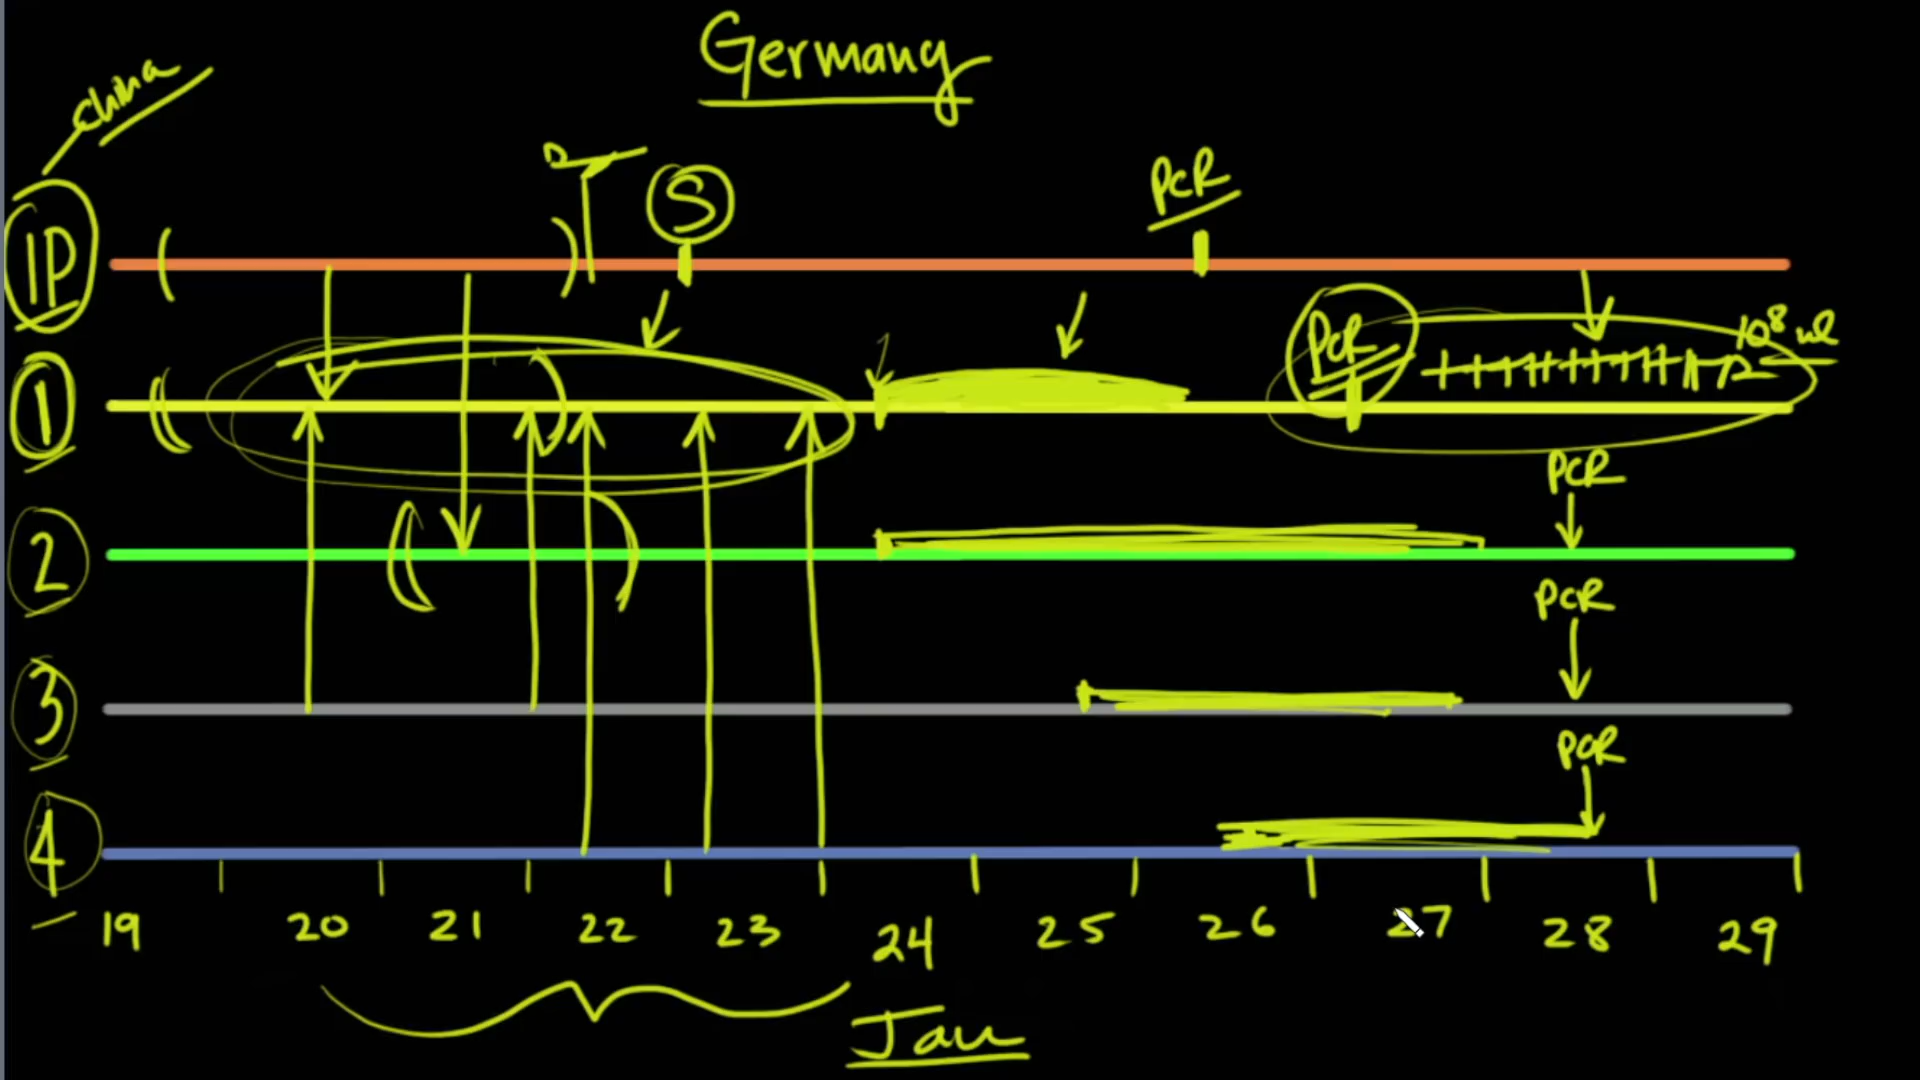 Germany
China
S
PCR
IP
PCR
10⁸ ml
1
PCR
2
PCR
3
PCR
4
19 20 21 22 23 24 25 26 27 28 29
Jan